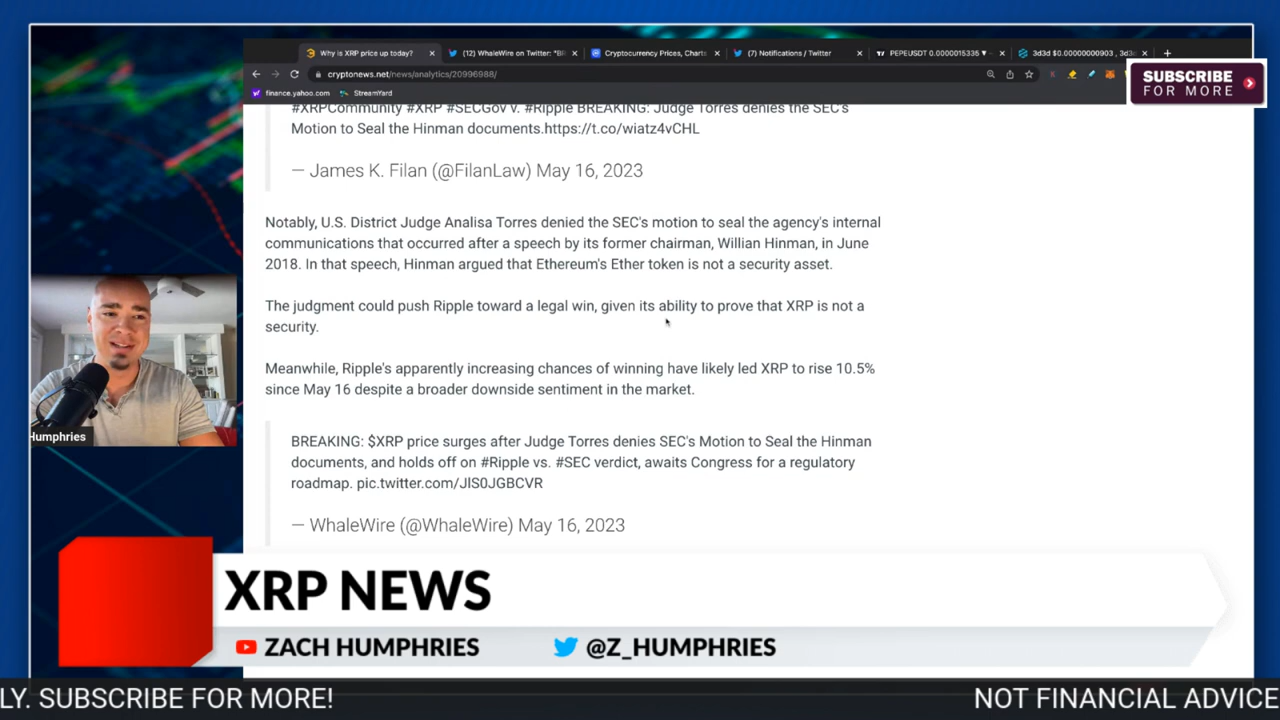 Why is XRP price up today?
(12) WhaleWire on Twitter: "B
Cryptocurrency Prices, Charts
(7) Notifications / Twitter
PEPEUSDT 0.0000015335 ▼
3d3d $0.00000000903 , 3d3
cryptonews.net/news/analytics/20996988/
finance.yahoo.com
StreamYard
SUBSCRIBE
FOR MORE
#XRPCommunity #XRP #SECGov v. #Ripple BREAKING: Judge Torres denies the SEC's
Motion to Seal the Hinman documents.https://t.co/wiatz4vCHL
— James K. Filan (@FilanLaw) May 16, 2023
Notably, U.S. District Judge Analisa Torres denied the SEC's motion to seal the agency's internal
communications that occurred after a speech by its former chairman, Willian Hinman, in June
2018. In that speech, Hinman argued that Ethereum's Ether token is not a security asset.
The judgment could push Ripple toward a legal win, given its ability to prove that XRP is not a
security.
Meanwhile, Ripple's apparently increasing chances of winning have likely led XRP to rise 10.5%
since May 16 despite a broader downside sentiment in the market.
BREAKING: $XRP price surges after Judge Torres denies SEC's Motion to Seal the Hinman
documents, and holds off on #Ripple vs. #SEC verdict, awaits Congress for a regulatory
roadmap. pic.twitter.com/JlS0JGBCVR
— WhaleWire (@WhaleWire) May 16, 2023
Humphries
XRP NEWS
ZACH HUMPHRIES
@Z_HUMPHRIES
LY. SUBSCRIBE FOR MORE!
NOT FINANCIAL ADVICE